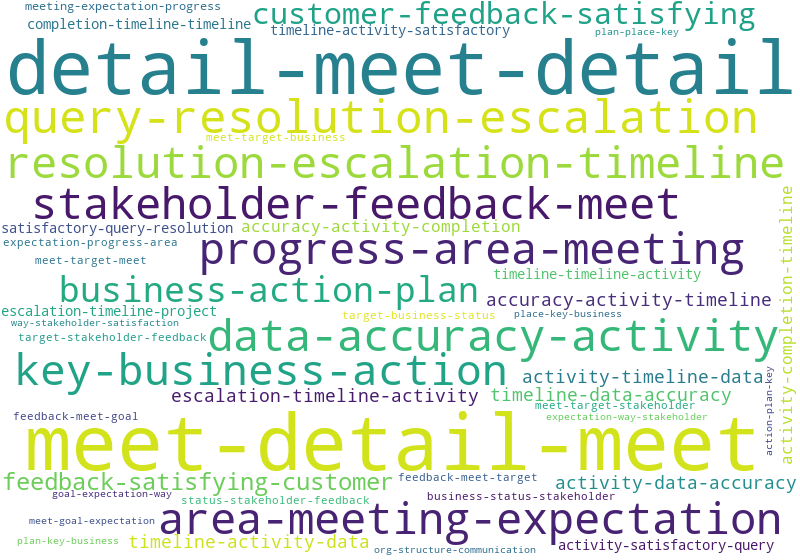 meeting-expectation-progress
customer-feedback-satisfying
completion-timeline-timeline
timeline-activity-satisfactory
plan-place-key
detail-meet-detail
query-resolution-escalation
meet-target-business
resolution-escalation-timeline
stakeholder-feedback-meet
satisfactory-query-resolution
accuracy-activity-completion
expectation-progress-area
progress-area-meeting
meet-target-meet
timeline-timeline-activity
business-action-plan
accuracy-activity-timeline
activity-completion-timeline
escalation-timeline-project
target-business-status
place-key-business
way-stakeholder-satisfaction
target-stakeholder-feedback
data-accuracy-activity
key-business-action
activity-timeline-data
action-plan-key
escalation-timeline-activity
timeline-data-accuracy
meet-target-stakeholder
feedback-meet-goal
expectation-way-stakeholder
meet-detail-meet
feedback-satisfying-customer
feedback-meet-target
activity-data-accuracy
goal-expectation-way
status-stakeholder-feedback
business-status-stakeholder
meet-goal-expectation
area-meeting-expectation
plan-key-business
timeline-activity-data
org-structure-communication
activity-satisfactory-query